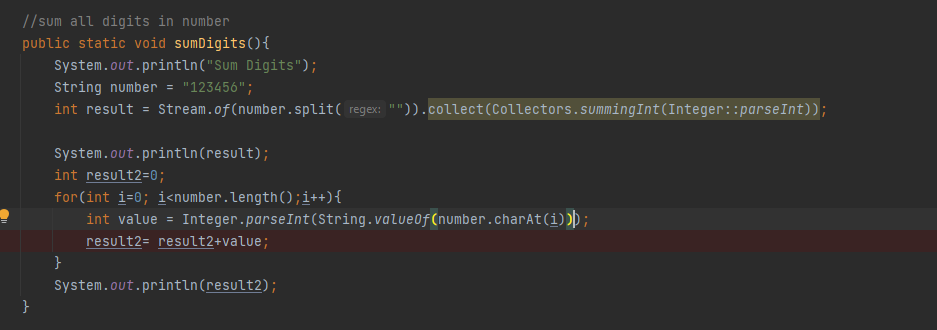 //sum all digits in number
public static void sumDigits(){
System.out.println("Sum Digits");
String number = "123456";
int result = Stream.of(number.split( regex: "")).collect(Collectors.summingInt(Integer::parseInt));
System.out.println(result);
int result2=0;
for(int i=0; i<number.length();i++){
int value = Integer.parseInt(String.valueOf(number.charAt(i)));
result2= result2+value;
}
System.out.println(result2);
}